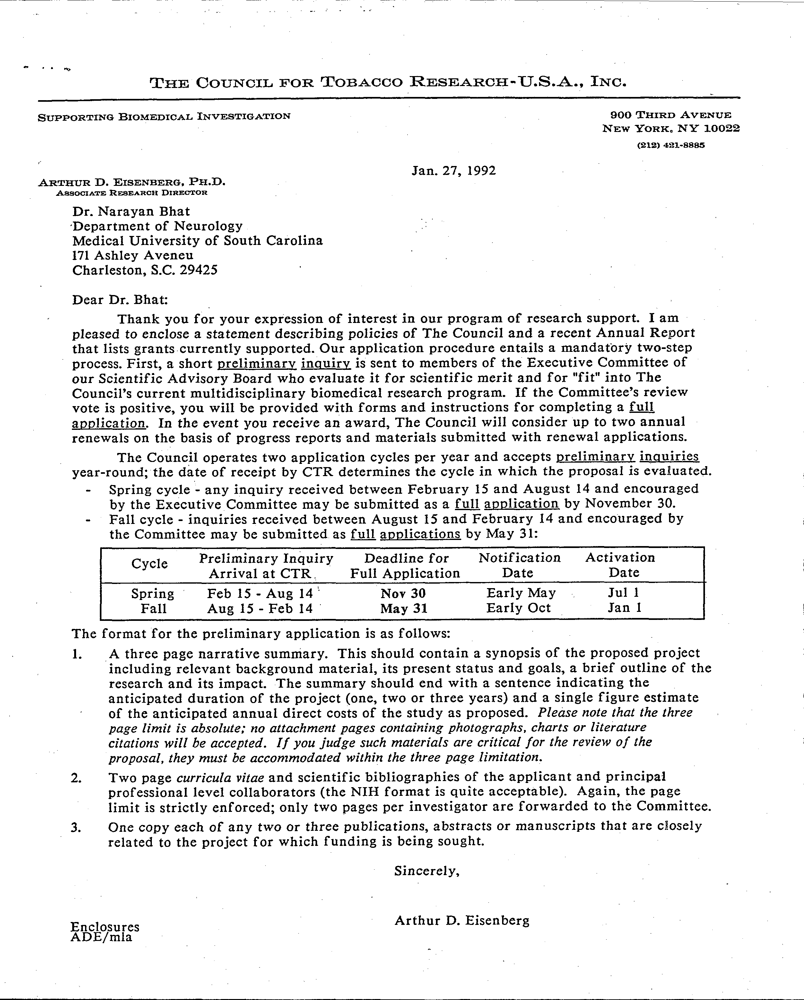 THE COUNCIL FOR TOBACCO RESEARCH-U.S.A., INC.
SUPPORTING BIOMEDICAL INVESTIGATION
900 THIRD AVENUE
NEW YORK, NY 10022
(212) 421-8885
Jan. 27, 1992
ARTHUR D. EISENBERG, PH.D.
ASSOCIATE RESEARCH DIRECTOR
Dr. Narayan Bhat
Department of Neurology
Medical University of South Carolina
171 Ashley Aveneu
Charleston, S.C. 29425
Dear Dr. Bhat:
Thank you for your expression of interest in our program of research support. I am
pleased to enclose a statement describing policies of The Council and a recent Annual Report
that lists grants currently supported. Our application procedure entails a mandatory two-step
process. First, a short preliminary inquiry is sent to members of the Executive Committee of
our Scientific Advisory Board who evaluate it for scientific merit and for "fit" into The
Council's current multidisciplinary biomedical research program. If the Committee's review
vote is positive, you will be provided with forms and instructions for completing a full
application. In the event you receive an award, The Council will consider up to two annual
renewals on the basis of progress reports and materials submitted with renewal applications.
The Council operates two application cycles per year and accepts preliminary inquiries
year-round; the date of receipt by CTR determines the cycle in which the proposal is evaluated.
- Spring cycle - any inquiry received between February 15 and August 14 and encouraged
by the Executive Committee may be submitted as a full application by November 30.
- Fall cycle - inquiries received between August 15 and February 14 and encouraged by
the Committee may be submitted as full applications by May 31:
Cycle Preliminary Inquiry Deadline for Notification Activation
Arrival at CTR Full Application Date Date
Spring Feb 15 - Aug 14 Nov 30 Early May Jul 1
Fall Aug 15 - Feb 14 May 31 Early Oct Jan 1
The format for the preliminary application is as follows:
1. A three page narrative summary. This should contain a synopsis of the proposed project
including relevant background material, its present status and goals, a brief outline of the
research and its impact. The summary should end with a sentence indicating the
anticipated duration of the project (one, two or three years) and a single figure estimate
of the anticipated annual direct costs of the study as proposed. Please note that the three
page limit is absolute; no attachment pages containing photographs, charts or literature
citations will be accepted. If you judge such materials are critical for the review of the
proposal, they must be accommodated within the three page limitation.
2. Two page curricula vitae and scientific bibliographies of the applicant and principal
professional level collaborators (the NIH format is quite acceptable). Again, the page
limit is strictly enforced; only two pages per investigator are forwarded to the Committee.
3. One copy each of any two or three publications, abstracts or manuscripts that are closely
related to the project for which funding is being sought.
Sincerely,
Arthur D. Eisenberg
Enclosures
ADE/mla